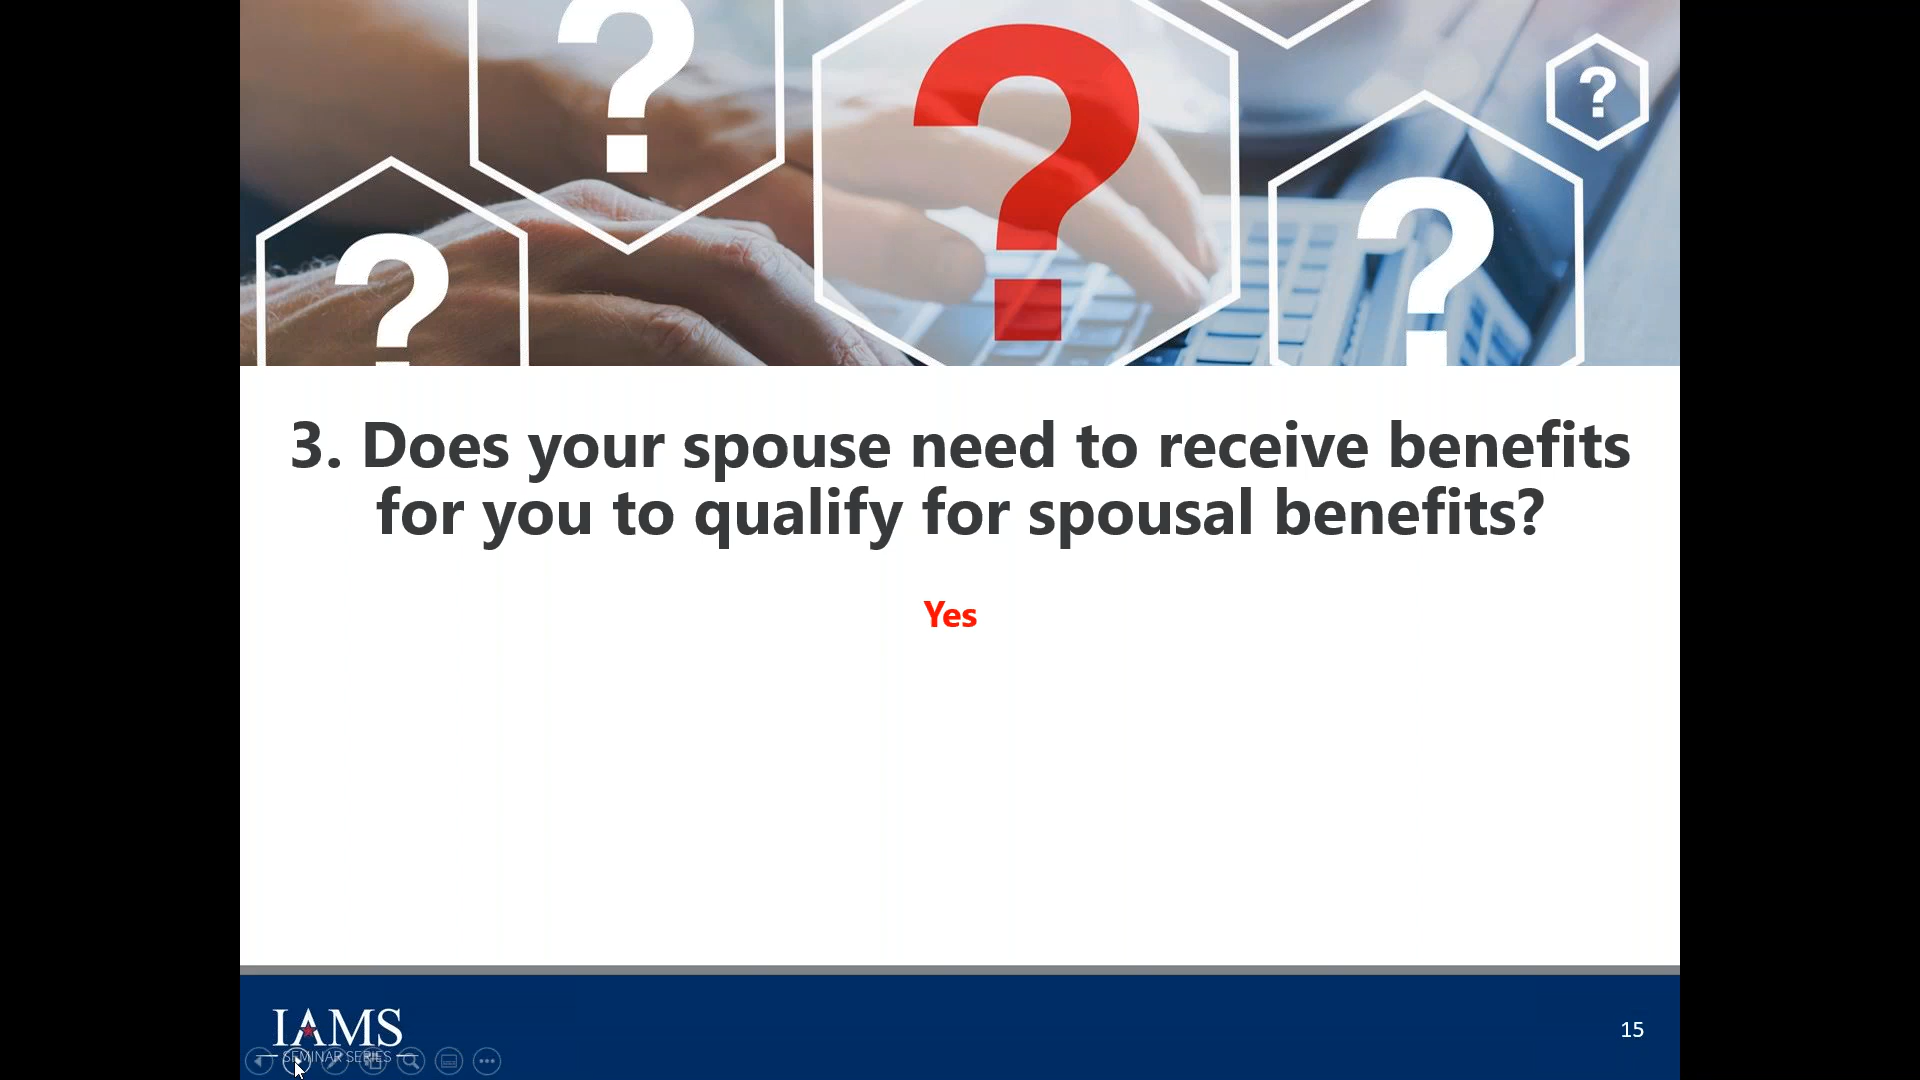 ?
?
?
?
?
3. Does your spouse need to receive benefits
for you to qualify for spousal benefits?
Yes
IAMS
SEMINAR SERIES
15